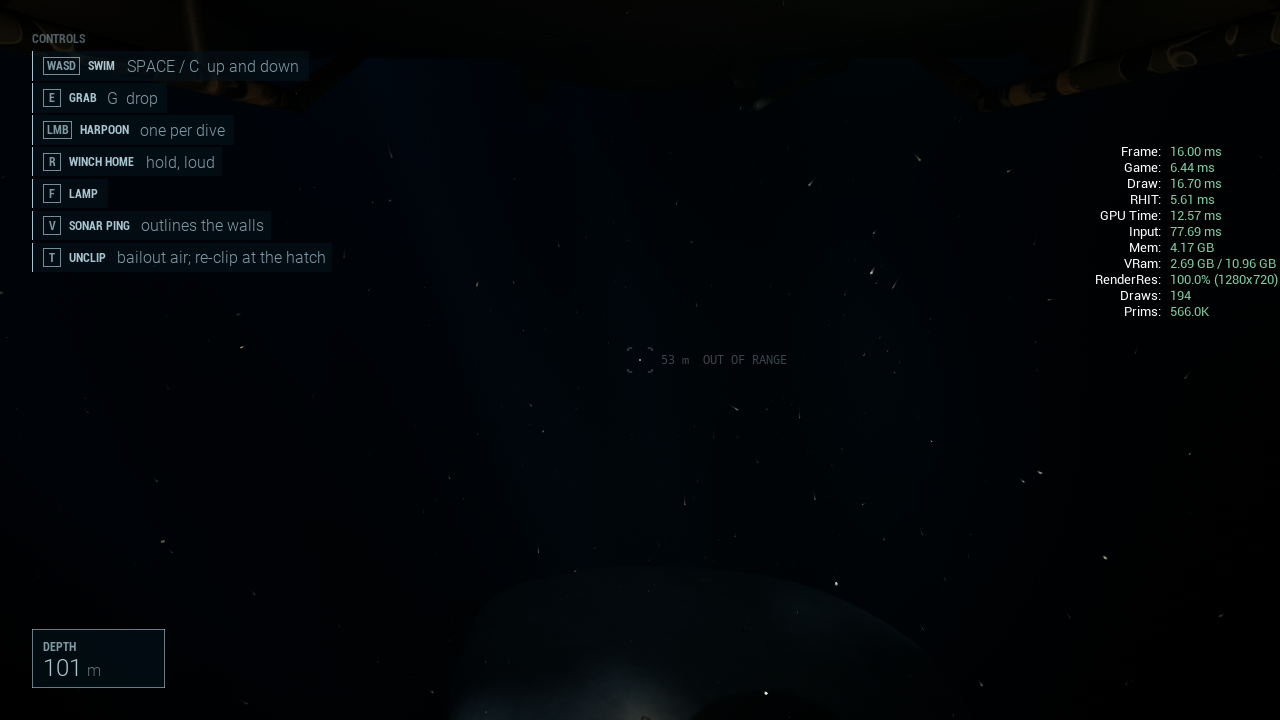 CONTROLS
WASD SWIM SPACE / C up and down
E GRAB G drop
LMB HARPOON one per dive
R WINCH HOME hold, loud
F LAMP
V SONAR PING outlines the walls
T UNCLIP bailout air; re-clip at the hatch
Frame: 16.00 ms
Game: 6.44 ms
Draw: 16.70 ms
RHIT: 5.61 ms
GPU Time: 12.57 ms
Input: 77.69 ms
Mem: 4.17 GB
VRam: 2.69 GB / 10.96 GB
RenderRes: 100.0% (1280x720)
Draws: 194
Prims: 566.0K
53 m OUT OF RANGE
DEPTH
101 m